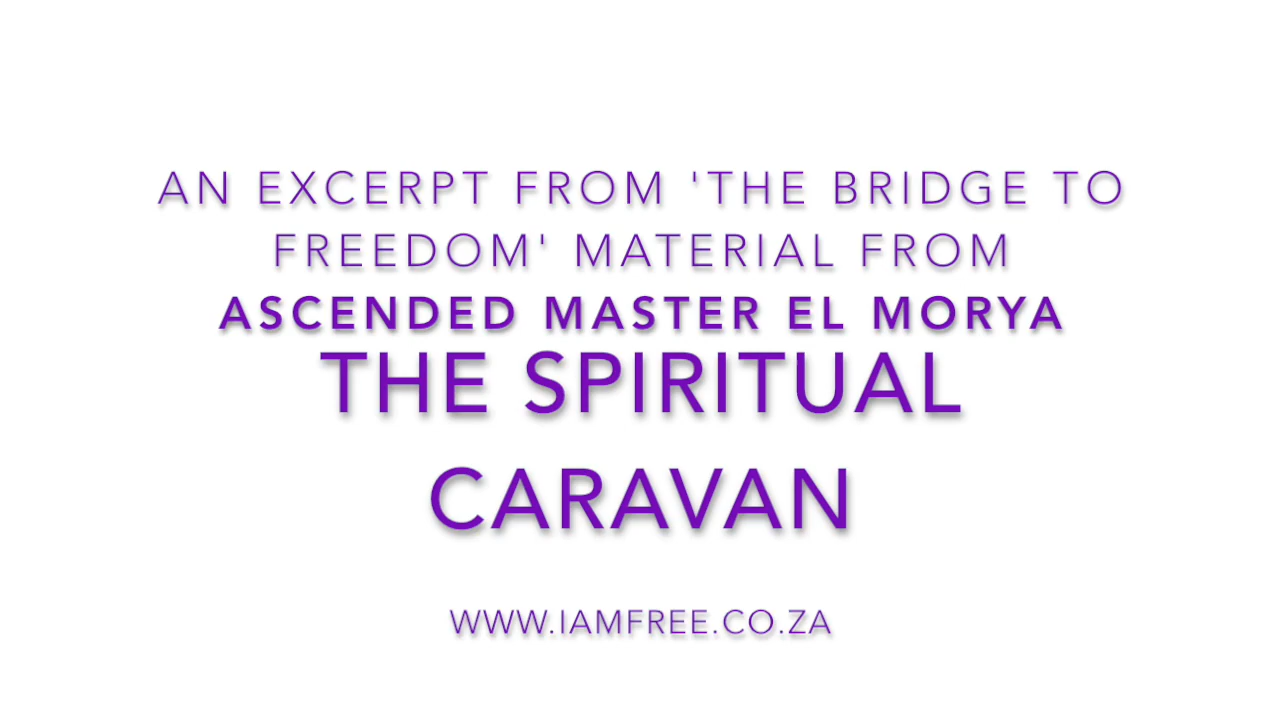 AN EXCERPT FROM 'THE BRIDGE TO
FREEDOM' MATERIAL FROM
ASCENDED MASTER EL MORYA
THE SPIRITUAL
CARAVAN
WWW.IAMFREE.CO.ZA